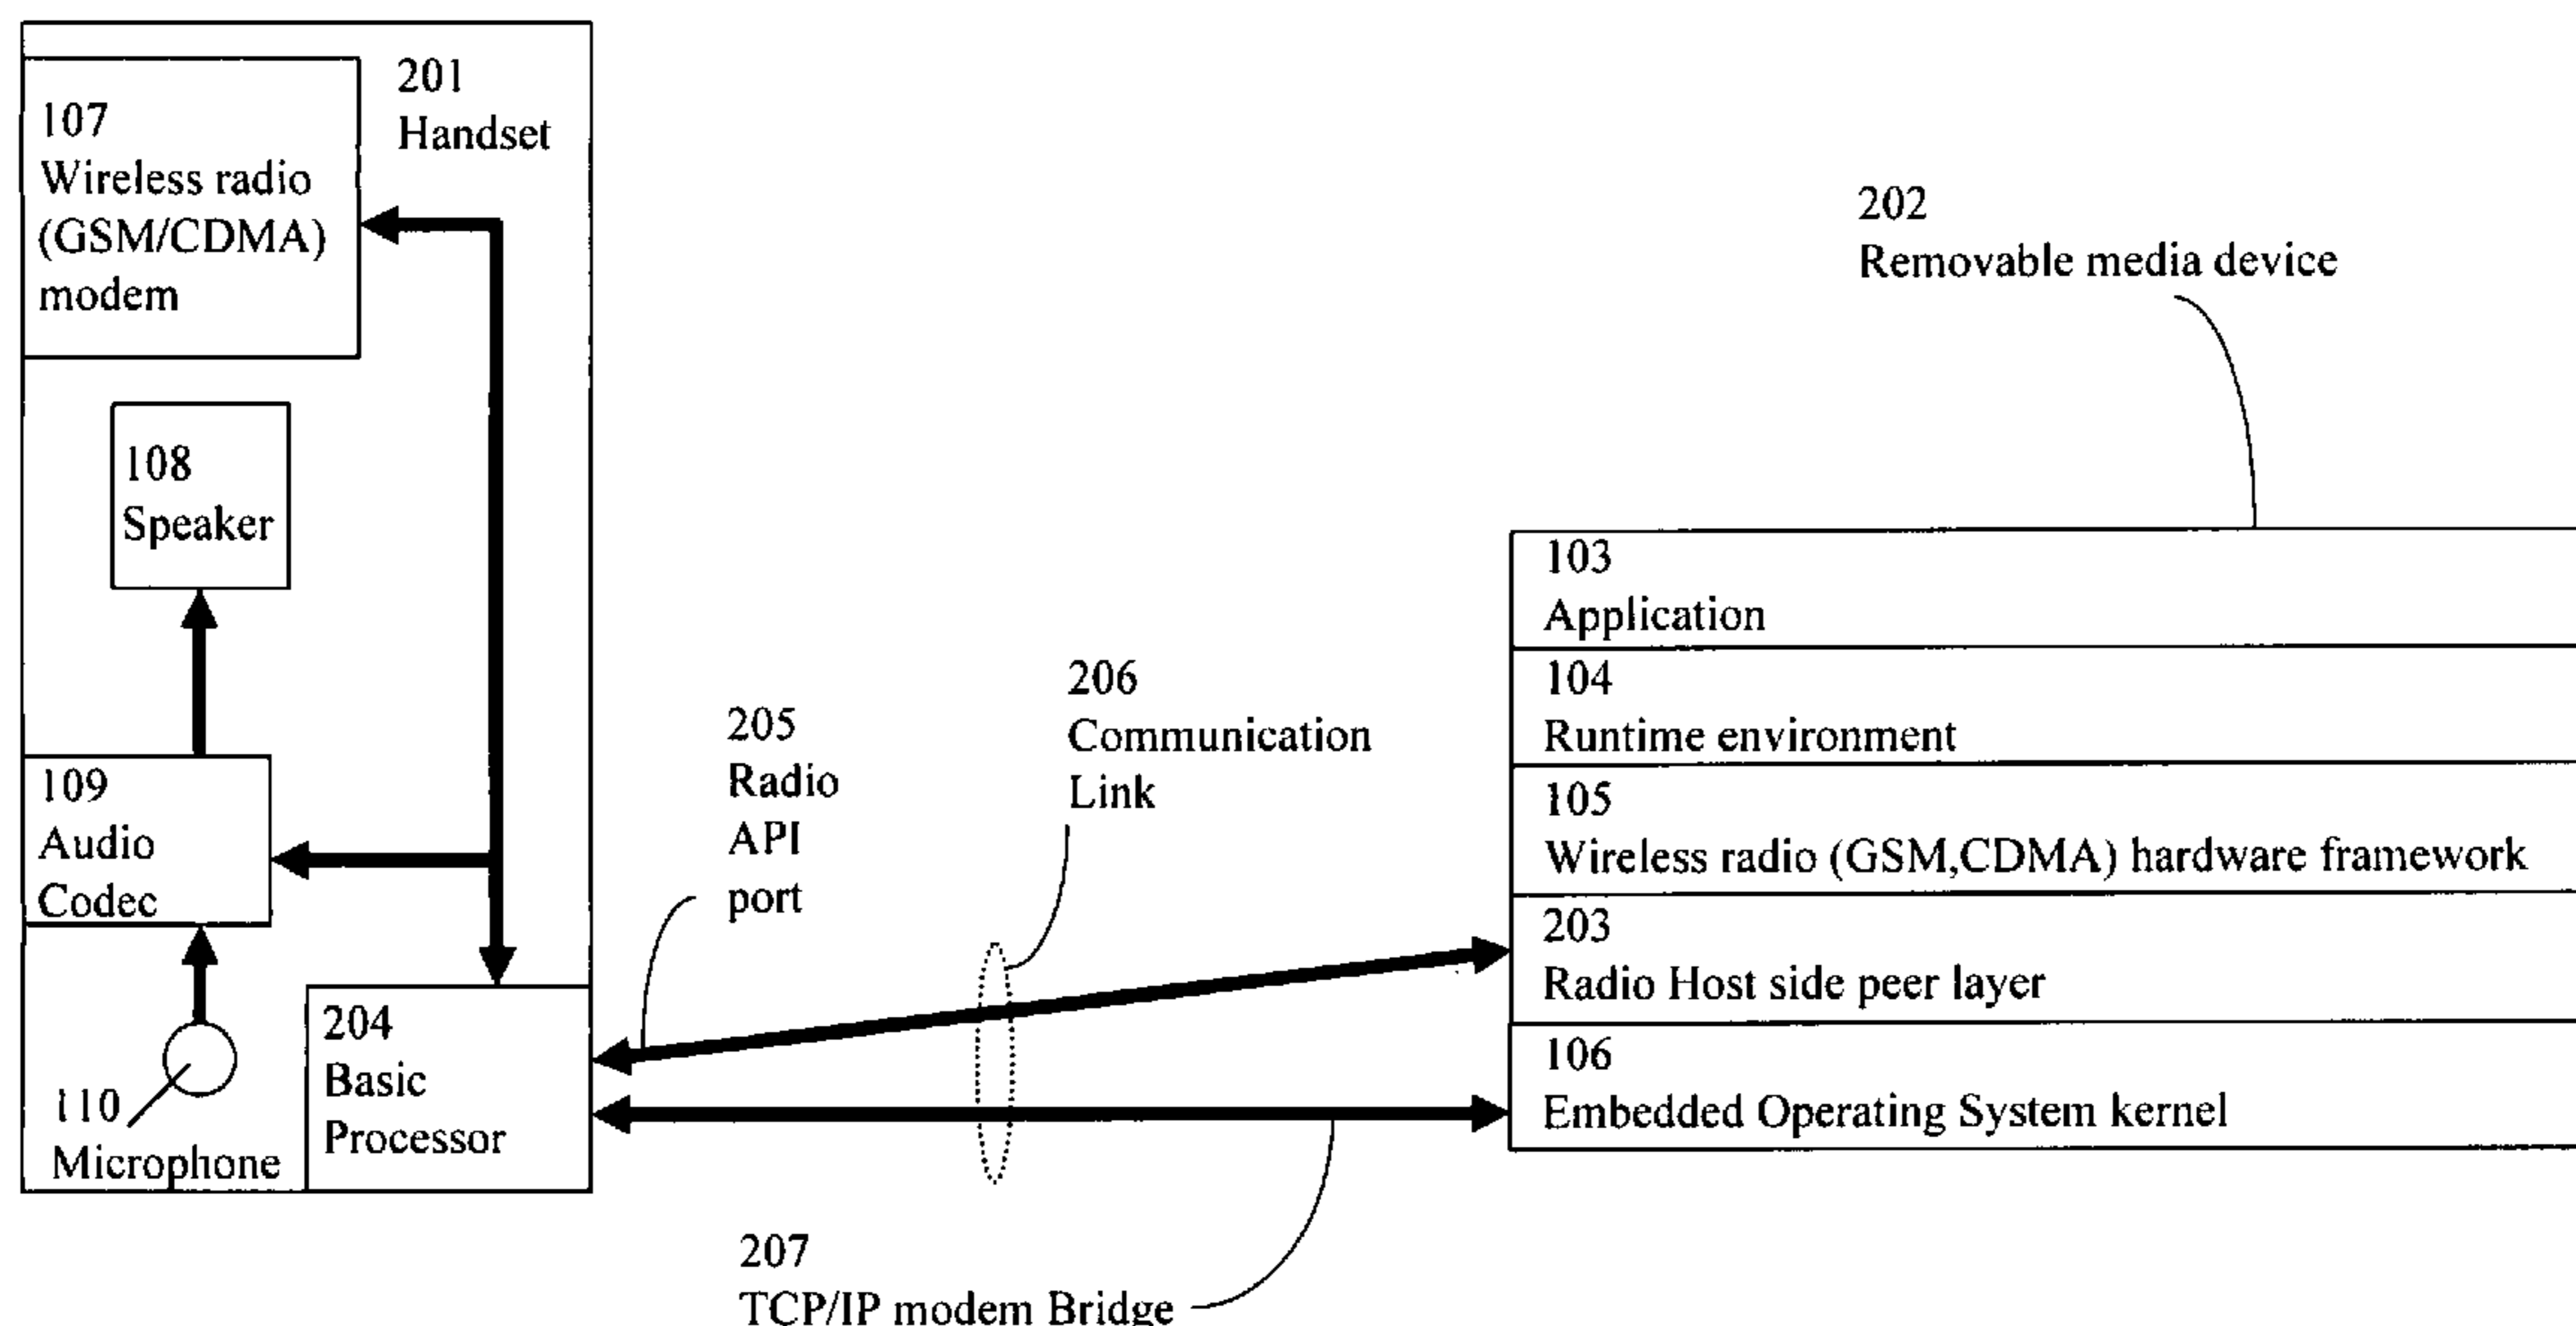 201
Handset
107
Wireless radio
(GSM/CDMA)
modem
108
Speaker
109
Audio
Codec
110
Microphone
204
Basic
Processor
205
Radio
API
port
206
Communication
Link
207
TCP/IP modem Bridge
202
Removable media device
103
Application
104
Runtime environment
105
Wireless radio (GSM,CDMA) hardware framework
203
Radio Host side peer layer
106
Embedded Operating System kernel